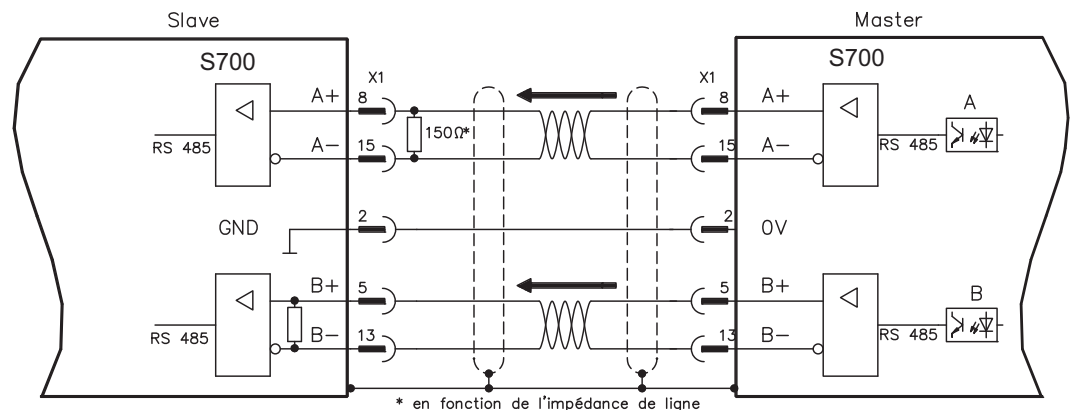 Slave
Master
S700
S700
X1
X1
A+
8
8
A+
A
150Ω*
RS 485
A-
15
15
A-
RS 485
GND
2
2
0V
B+
5
5
B+
B
RS 485
B-
13
13
B-
RS 485
* en fonction de l'impédance de ligne